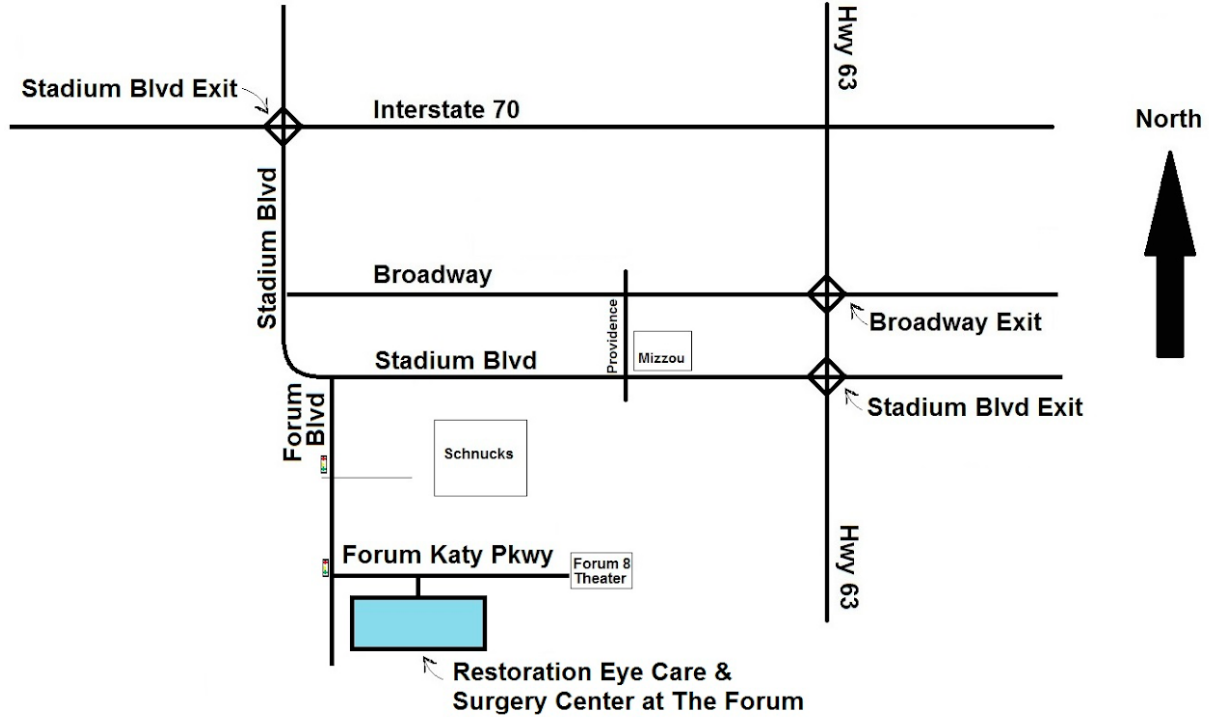 Hwy 63
Stadium Blvd Exit
Interstate 70
North
Stadium Blvd
Broadway
Providence
Broadway Exit
Mizzou
Stadium Blvd
Stadium Blvd Exit
Forum
Blvd
Schnucks
Hwy 63
Forum Katy Pkwy
Forum 8
Theater
Restoration Eye Care &
Surgery Center at The Forum